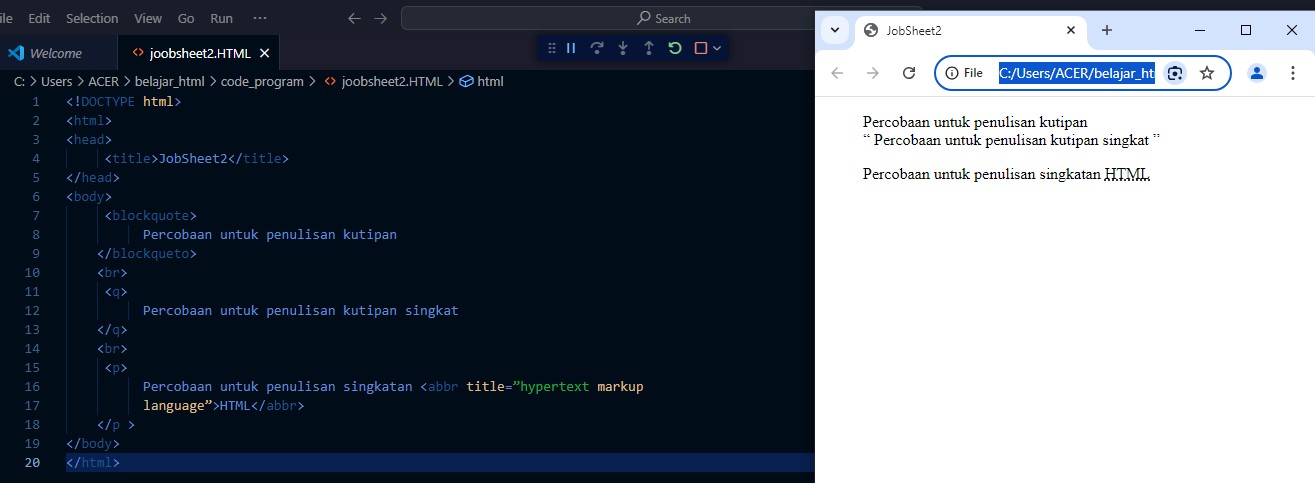 ile Edit Selection View Go Run ··· Search
Welcome joobsheet2.HTML
C: > Users > ACER > belajar_html > code_program > joobsheet2.HTML > html
1 <!DOCTYPE html>
2 <html>
3 <head>
4 <title>JobSheet2</title>
5 </head>
6 <body>
7 <blockquote>
8 Percobaan untuk penulisan kutipan
9 </blockqueto>
10 <br>
11 <q>
12 Percobaan untuk penulisan kutipan singkat
13 </q>
14 <br>
15 <p>
16 Percobaan untuk penulisan singkatan <abbr title=”hypertext markup
17 language”>HTML</abbr>
18 </p >
19 </body>
20 </html>
JobSheet2
File C:/Users/ACER/belajar_ht
Percobaan untuk penulisan kutipan
“ Percobaan untuk penulisan kutipan singkat ”
Percobaan untuk penulisan singkatan HTML